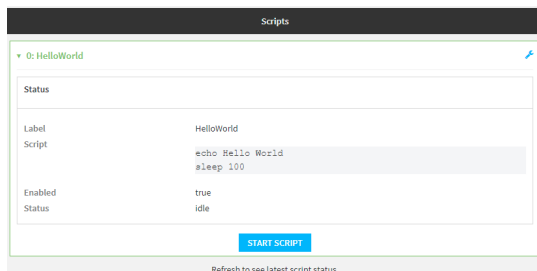 Scripts
0: HelloWorld
Status
Label HelloWorld
Script echo Hello World
sleep 100
Enabled true
Status idle
START SCRIPT
Refresh to see latest script status